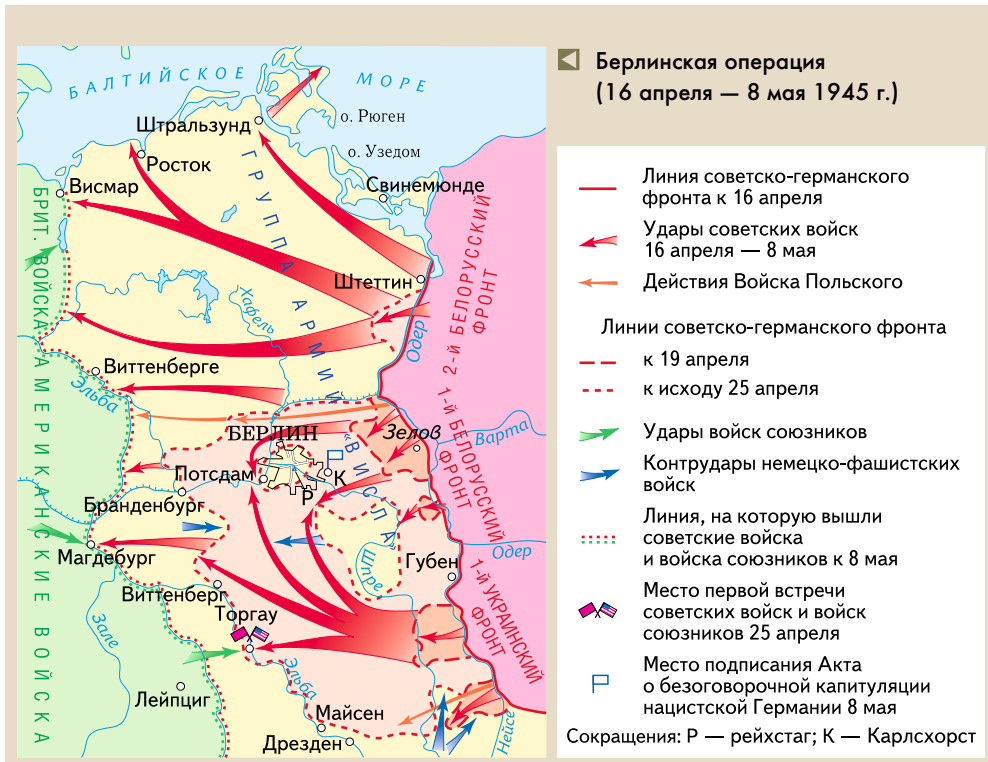 Берлинская операция
(16 апреля — 8 мая 1945 г.)
БАЛТИЙСКОЕ МОРЕ
о. Рюген
Штральзунд
о. Узедом
Росток
Висмар
Свинемюнде
ГРУППА АРМИЙ «ВИСЛА»
БРИТ. ВОЙСКА
АМЕРИКАНСКИЕ ВОЙСКА
2-й БЕЛОРУССКИЙ
ФРОНТ
Штеттин
Хафель
Одер
Виттенберге
Эльба
1-й БЕЛОРУССКИЙ
ФРОНТ
БЕРЛИН
Зелов
Варта
Потсдам
К
Р
Бранденбург
Магдебург
Шпре
Губен
Одер
Виттенберг
1-й УКРАИНСКИЙ
ФРОНТ
Торгау
Зале
Эльба
Лейпциг
Майсен
Дрезден
Нейсе
Линия советско-германского
фронта к 16 апреля
Удары советских войск
16 апреля — 8 мая
Действия Войска Польского
Линии советско-германского фронта
к 19 апреля
к исходу 25 апреля
Удары войск союзников
Контрудары немецко-фашистских
войск
Линия, на которую вышли
советские войска
и войска союзников к 8 мая
Место первой встречи
советских войск и войск
союзников 25 апреля
Место подписания Акта
о безоговорочной капитуляции
нацистской Германии 8 мая
Сокращения: Р — рейхстаг; К — Карлсхорст